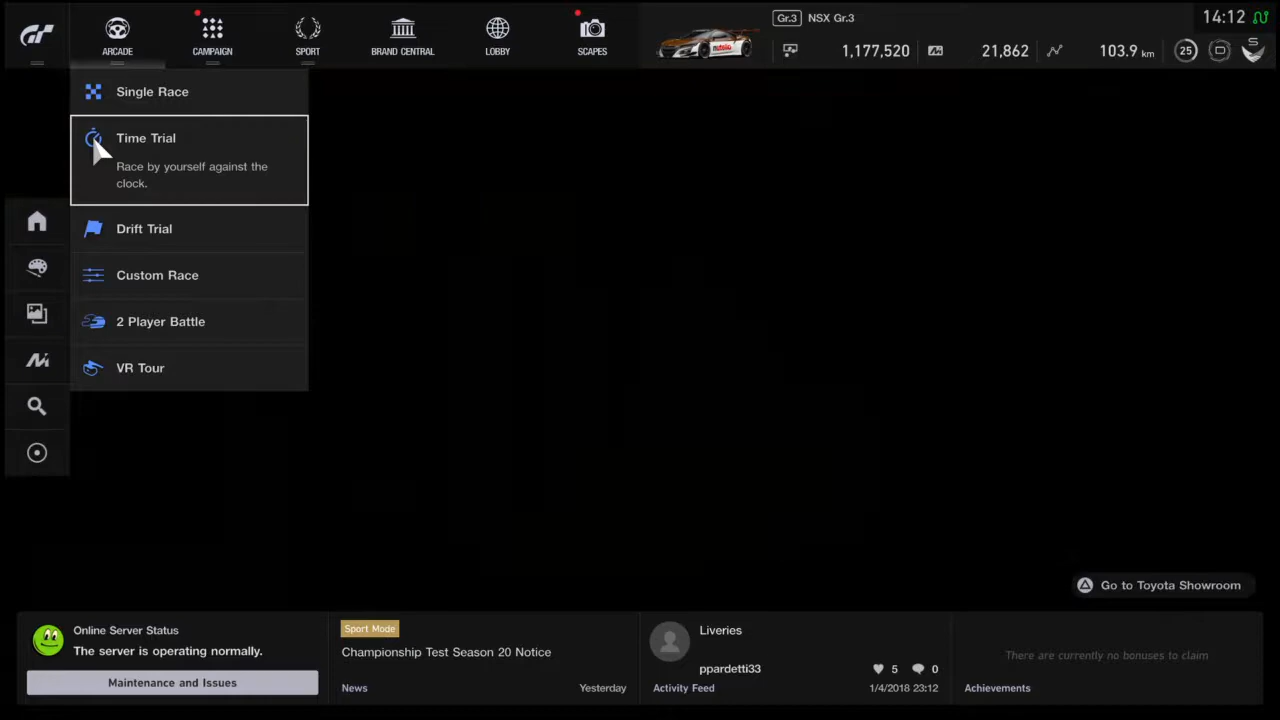 ARCADE
CAMPAIGN
SPORT
BRAND CENTRAL
LOBBY
SCAPES
Gr.3 NSX Gr.3
14:12
1,177,520
21,862
103.9 km
25
S
Single Race
Time Trial
Race by yourself against the
clock.
Drift Trial
Custom Race
2 Player Battle
VR Tour
Go to Toyota Showroom
Online Server Status
The server is operating normally.
Maintenance and Issues
Sport Mode
Championship Test Season 20 Notice
News
Yesterday
Liveries
ppardetti33
5
0
Activity Feed
1/4/2018 23:12
There are currently no bonuses to claim
Achievements